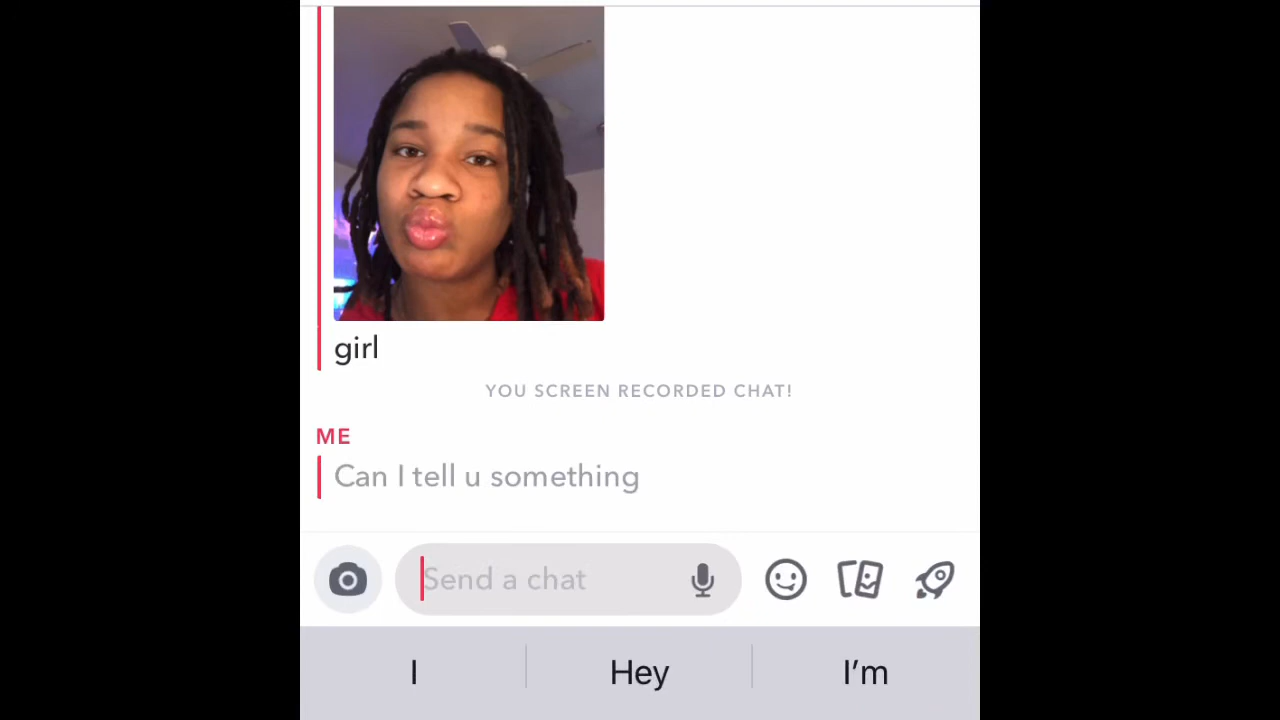 girl
YOU SCREEN RECORDED CHAT!
ME
Can I tell u something
Send a chat
I
Hey
I'm